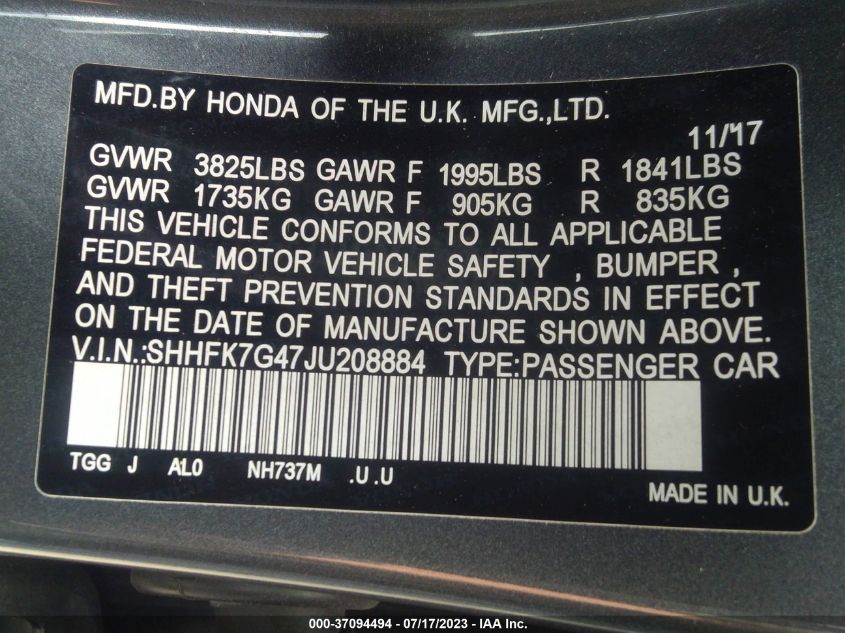 MFD.BY HONDA OF THE U.K. MFG.,LTD.
11/17
GVWR 3825LBS GAWR F 1995LBS R 1841LBS
GVWR 1735KG GAWR F 905KG R 835KG
THIS VEHICLE CONFORMS TO ALL APPLICABLE
FEDERAL MOTOR VEHICLE SAFETY , BUMPER ,
AND THEFT PREVENTION STANDARDS IN EFFECT
ON THE DATE OF MANUFACTURE SHOWN ABOVE.
V.I.N.:SHHFK7G47JU208884 TYPE:PASSENGER CAR
TGG J AL0 NH737M .U .U
MADE IN U.K.
000-37094494 / 07/17/2023 - IAA Inc.